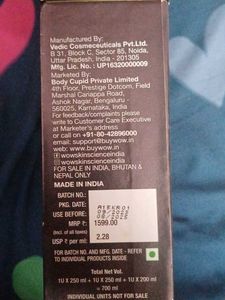 Manufactured By:
Vedic Cosmeceuticals Pvt.Ltd.
B 31, Block C, Sector 85, Noida,
Uttar Pradesh, India - 201305
Mfg. Lic. No.: UP16320000009
Marketed By:
Body Cupid Private Limited
4th Floor, Prestige Dotcom, Field
Marshal Canappa Road,
Ashok Nagar, Bengaluru -
560025, Karnataka, India
For feedback/complaints please
write to Customer Care Executive
at Marketer's address
or call on +91-80-42896000
email: support@buywow.in
website: www.buywow.in
wowskinscienceindia
@wowskinscienceindia
FOR SALE IN INDIA, BHUTAN &
NEPAL ONLY
MADE IN INDIA
BATCH NO:
PKG. DATE:
USE BEFORE:
MRP ₹:
(Incl. of all taxes)
1599.00
USP ₹ per ml:
2.28
FOR BATCH NO. AND MFG. DATE - REFER
TO INDIVIDUAL PRODUCTS INSIDE
Total Net Vol.
1U X 250 ml + 1U X 250 ml + 1U X 200 ml
= 700 ml
INDIVIDUAL UNITS NOT FOR SALE